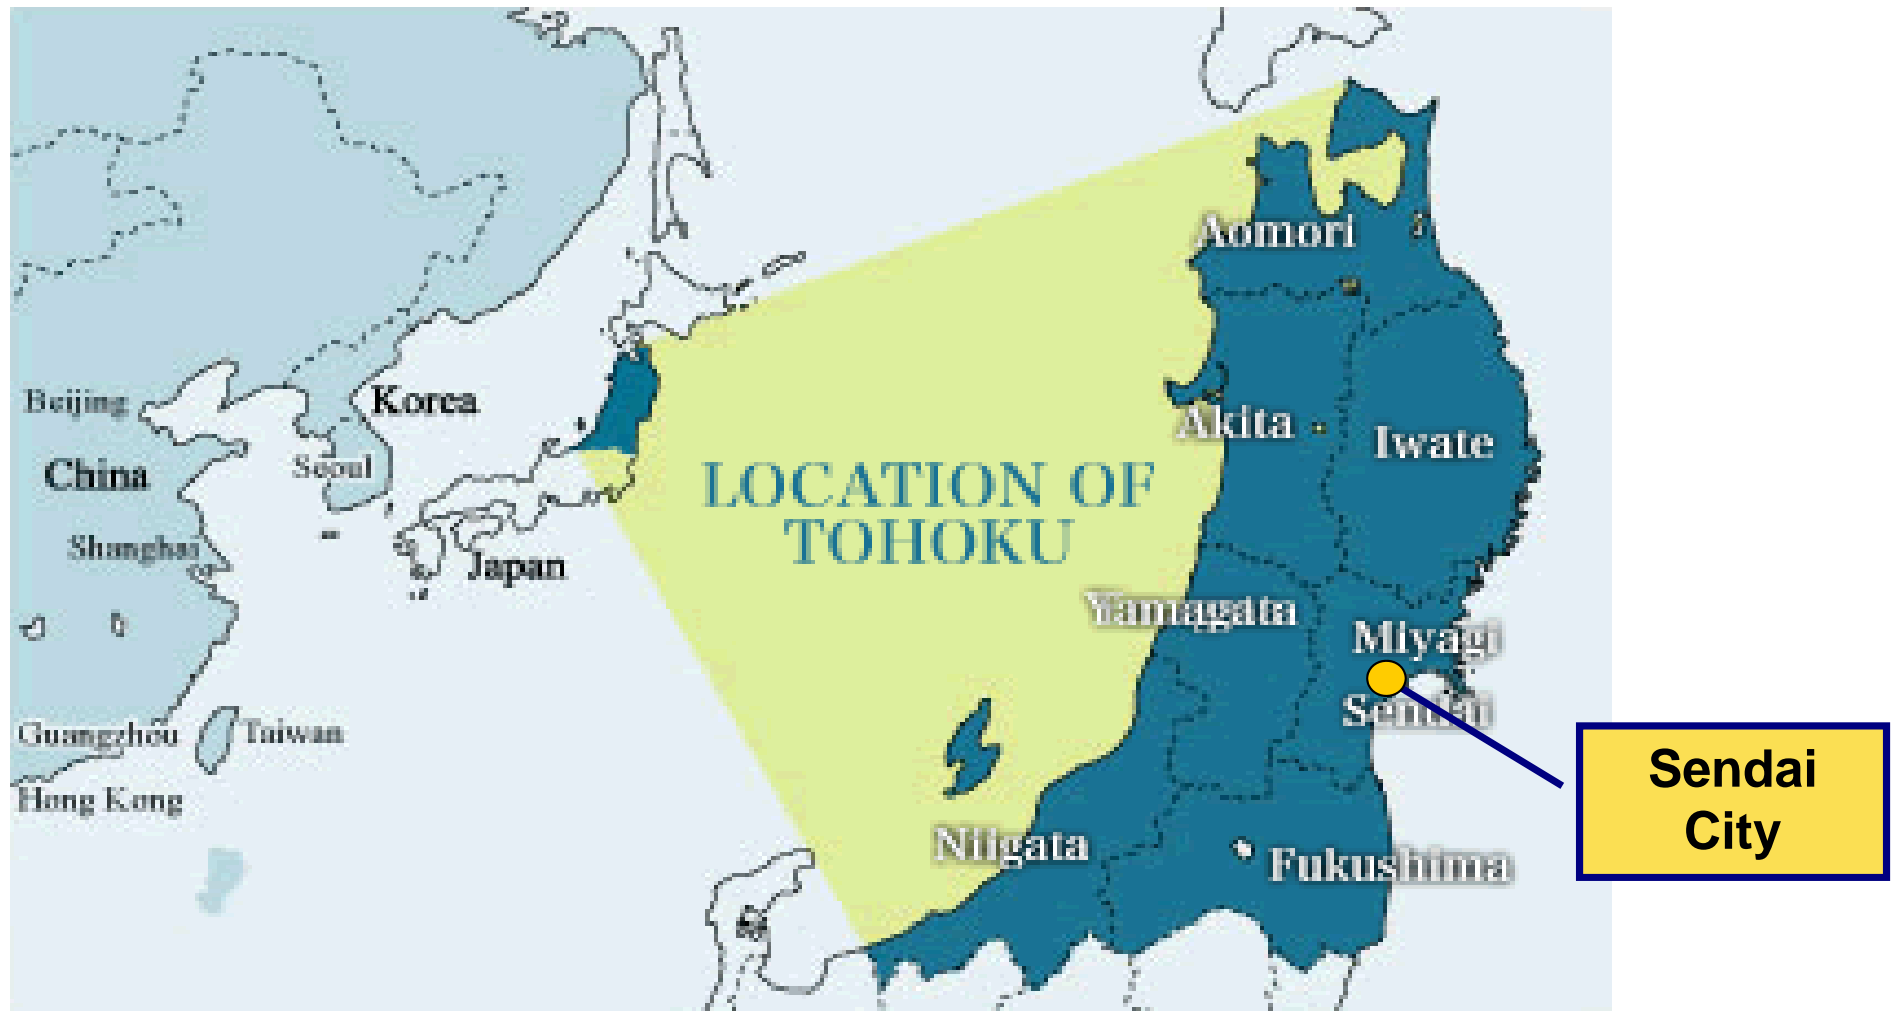 Aomori
Beijing
Korea
Akita
Iwate
China
Seoul
LOCATION OF
TOHOKU
Shanghai
Japan
Yamagata
Miyagi
Sendai
Guangzhou
Taiwan
Hong Kong
Niigata
Fukushima
Sendai
City